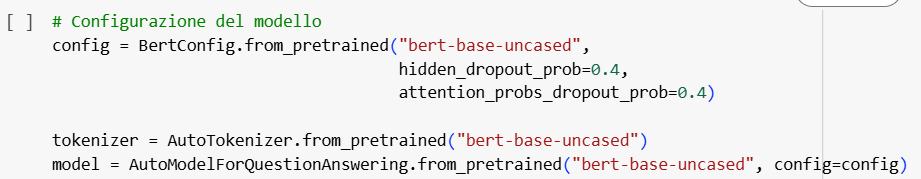 [ ] # Configurazione del modello
config = BertConfig.from_pretrained("bert-base-uncased",
hidden_dropout_prob=0.4,
attention_probs_dropout_prob=0.4)
tokenizer = AutoTokenizer.from_pretrained("bert-base-uncased")
model = AutoModelForQuestionAnswering.from_pretrained("bert-base-uncased", config=config)